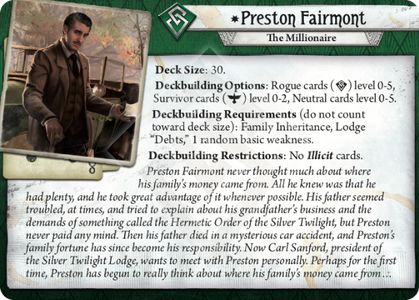 *Preston Fairmont
The Millionaire
Deck Size: 30.
Deckbuilding Options: Rogue cards () level 0-5,
Survivor cards () level 0-2, Neutral cards level 0-5.
Deckbuilding Requirements (do not count
toward deck size): Family Inheritance, Lodge
“Debts,” 1 random basic weakness.
Deckbuilding Restrictions: No Illicit cards.
Preston Fairmont never thought much about where
his family’s money came from. All he knew was that he
had plenty, and he took great advantage of it whenever possible. His father seemed
troubled, at times, and tried to explain about his grandfather’s business and the
demands of something called the Hermetic Order of the Silver Twilight, but Preston
never paid any mind. Then his father died in a mysterious car accident, and Preston’s
family fortune has since become his responsibility. Now Carl Sanford, president of
the Silver Twilight Lodge, wants to meet with Preston personally. Perhaps for the first
time, Preston has begun to really think about where his family’s money came from…